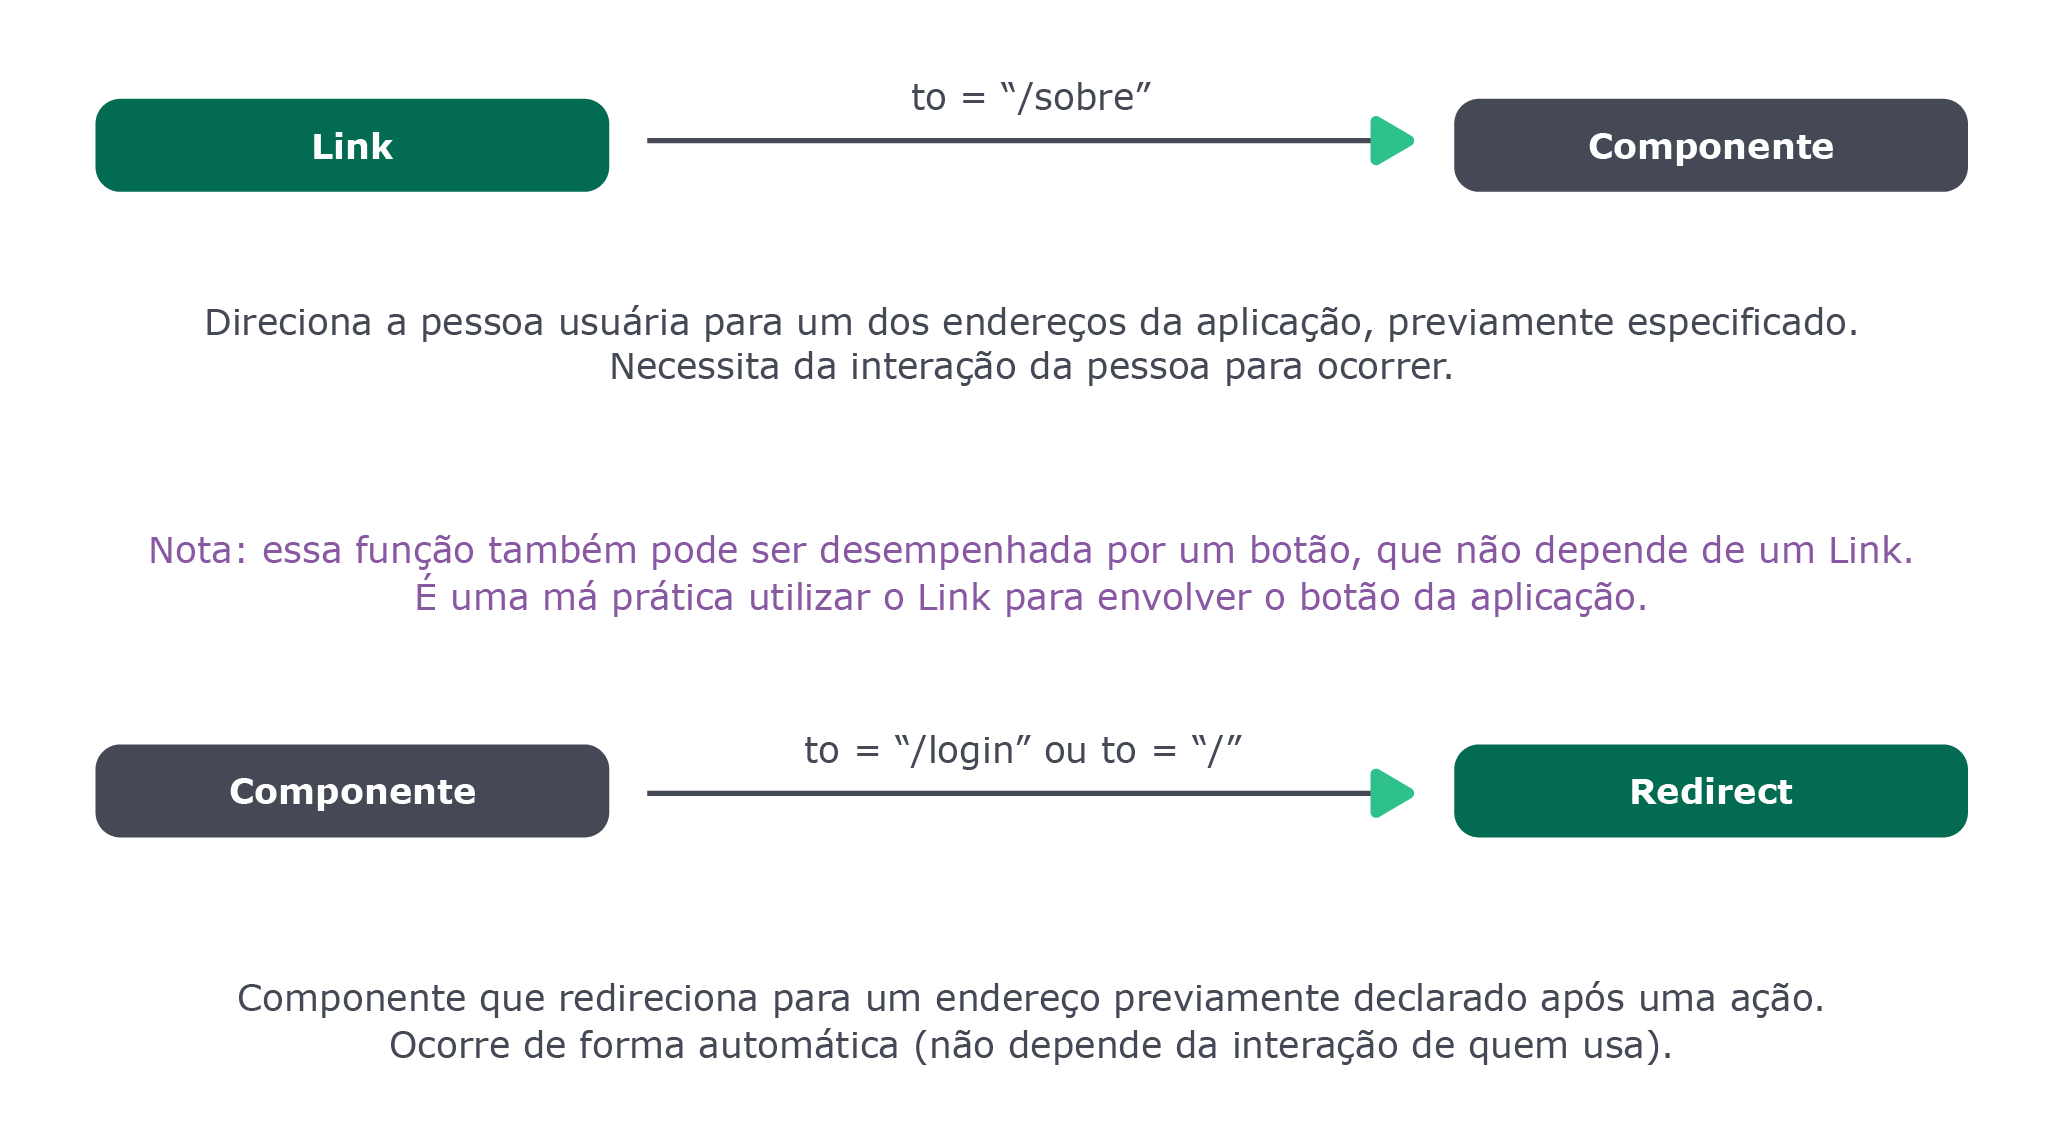 to = “/sobre”
Link
Componente
Direciona a pessoa usuária para um dos endereços da aplicação, previamente especificado.
Necessita da interação da pessoa para ocorrer.
Nota: essa função também pode ser desempenhada por um botão, que não depende de um Link.
É uma má prática utilizar o Link para envolver o botão da aplicação.
to = “/login” ou to = “/”
Componente
Redirect
Componente que redireciona para um endereço previamente declarado após uma ação.
Ocorre de forma automática (não depende da interação de quem usa).